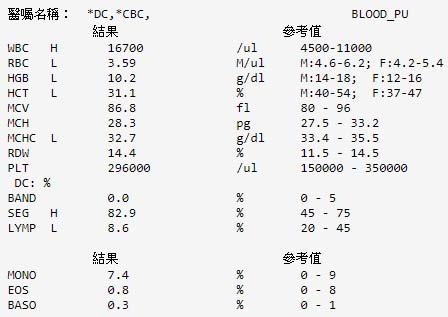 醫囑名稱： *DC,*CBC, BLOOD_PU
結果 參考值
WBC H 16700 /ul 4500-11000
RBC L 3.59 M/ul M:4.6-6.2; F:4.2-5.4
HGB L 10.2 g/dl M:14-18; F:12-16
HCT L 31.1 % M:40-54; F:37-47
MCV 86.8 fl 80 - 96
MCH 28.3 pg 27.5 - 33.2
MCHC L 32.7 g/dl 33.4 - 35.5
RDW 14.4 % 11.5 - 14.5
PLT 296000 /ul 150000 - 350000
DC: %
BAND 0.0 % 0 - 5
SEG H 82.9 % 45 - 75
LYMP L 8.6 % 20 - 45
結果 參考值
MONO 7.4 % 0 - 9
EOS 0.8 % 0 - 8
BASO 0.3 % 0 - 1